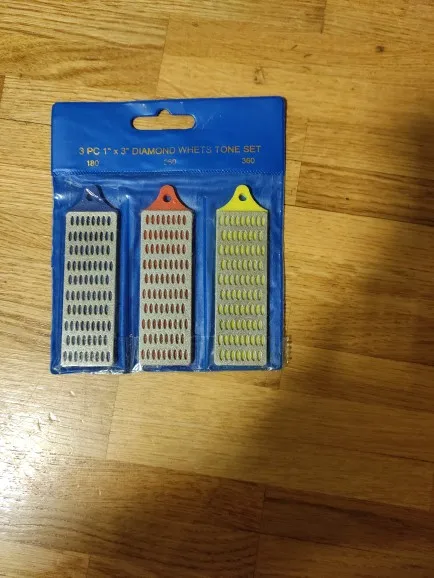 3 PC 1" x 3" DIAMOND WHETS TONE SET
180 360